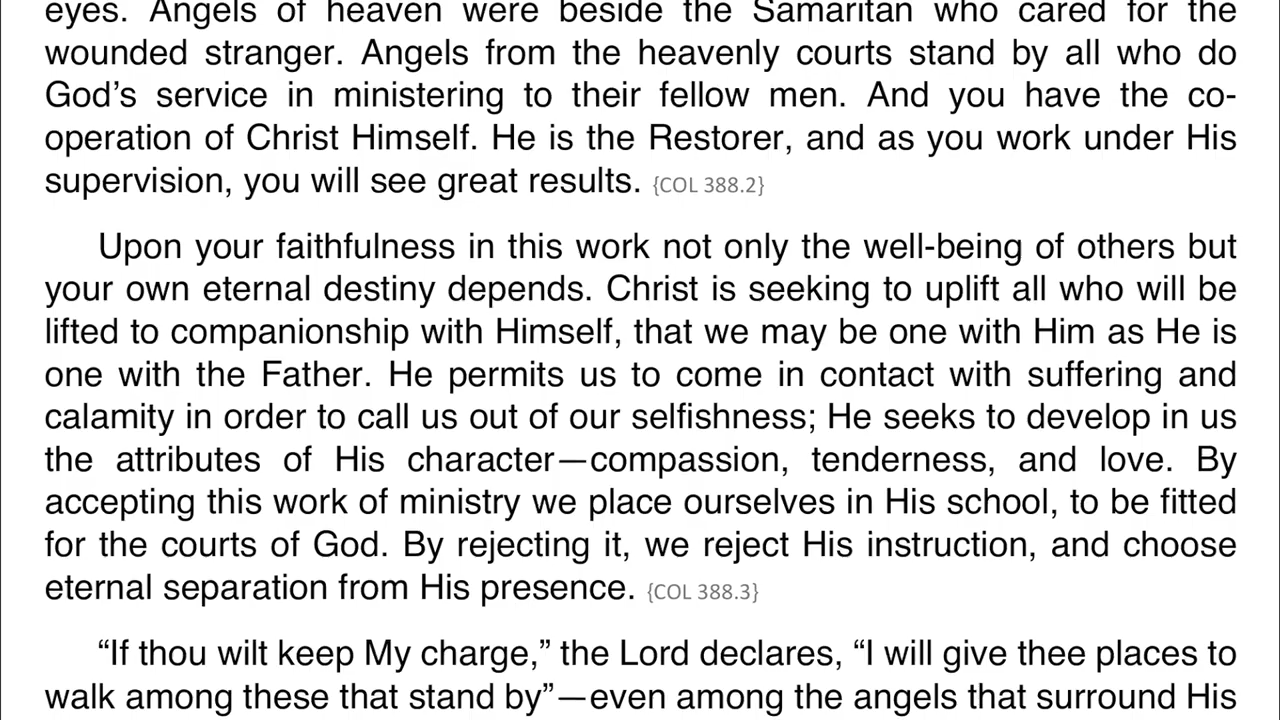 eyes. Angels of heaven were beside the Samaritan who cared for the
wounded stranger. Angels from the heavenly courts stand by all who do
God’s service in ministering to their fellow men. And you have the co-
operation of Christ Himself. He is the Restorer, and as you work under His
supervision, you will see great results. {COL 388.2}
Upon your faithfulness in this work not only the well-being of others but
your own eternal destiny depends. Christ is seeking to uplift all who will be
lifted to companionship with Himself, that we may be one with Him as He is
one with the Father. He permits us to come in contact with suffering and
calamity in order to call us out of our selfishness; He seeks to develop in us
the attributes of His character—compassion, tenderness, and love. By
accepting this work of ministry we place ourselves in His school, to be fitted
for the courts of God. By rejecting it, we reject His instruction, and choose
eternal separation from His presence. {COL 388.3}
“If thou wilt keep My charge,” the Lord declares, “I will give thee places to
walk among these that stand by”—even among the angels that surround His